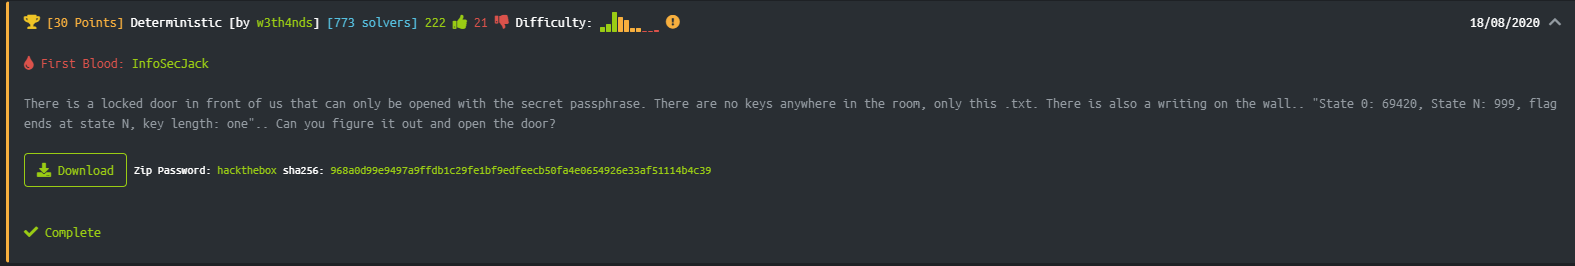 [30 Points] Deterministic [by w3th4nds] [773 solvers] 222 21 Difficulty: 18/08/2020
First Blood: InfoSecJack
There is a locked door in front of us that can only be opened with the secret passphrase. There are no keys anywhere in the room, only this .txt. There is also a writing on the wall.. "State 0: 69420, State N: 999, flag
ends at state N, key length: one".. Can you figure it out and open the door?
Download Zip Password: hackthebox sha256: 968a0d99e9497a9ffdb1c29fe1bf9edfeecb50fa4e0654926e33af51114b4c39
Complete